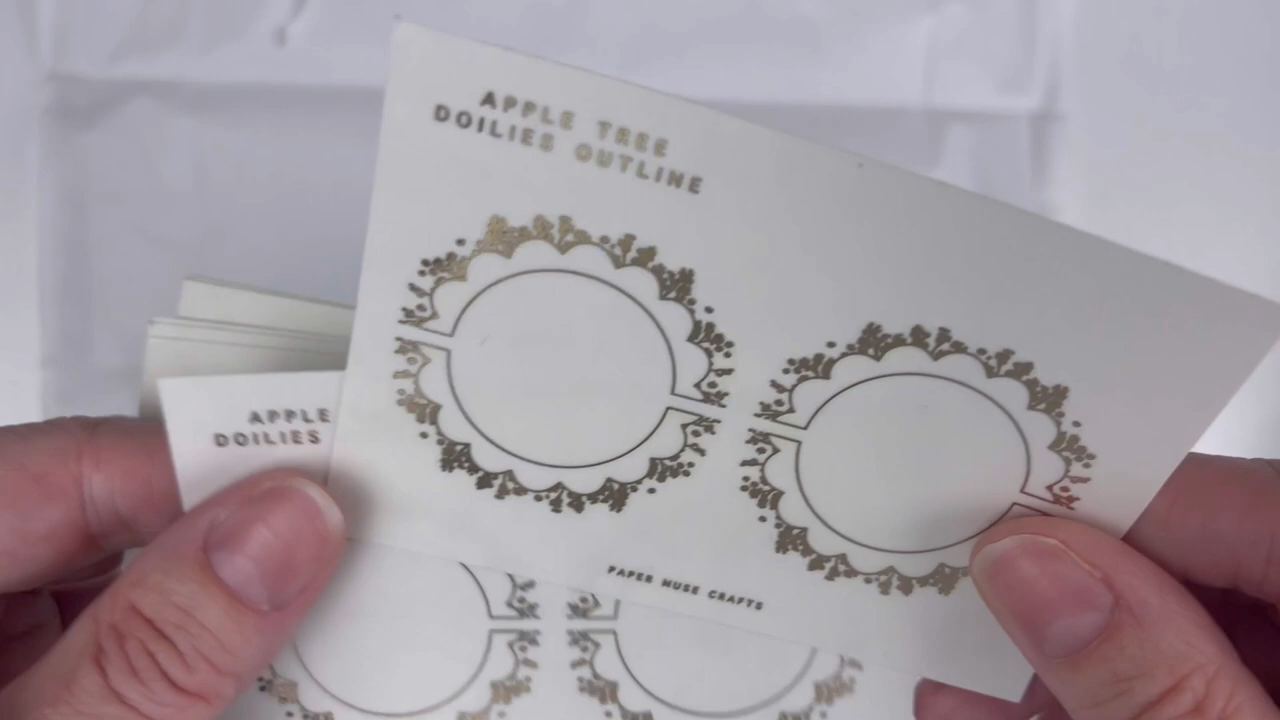 APPLE TREE
DOILIES OUTLINE
APPLE
DOILIES
PAPER MUSE CRAFTS